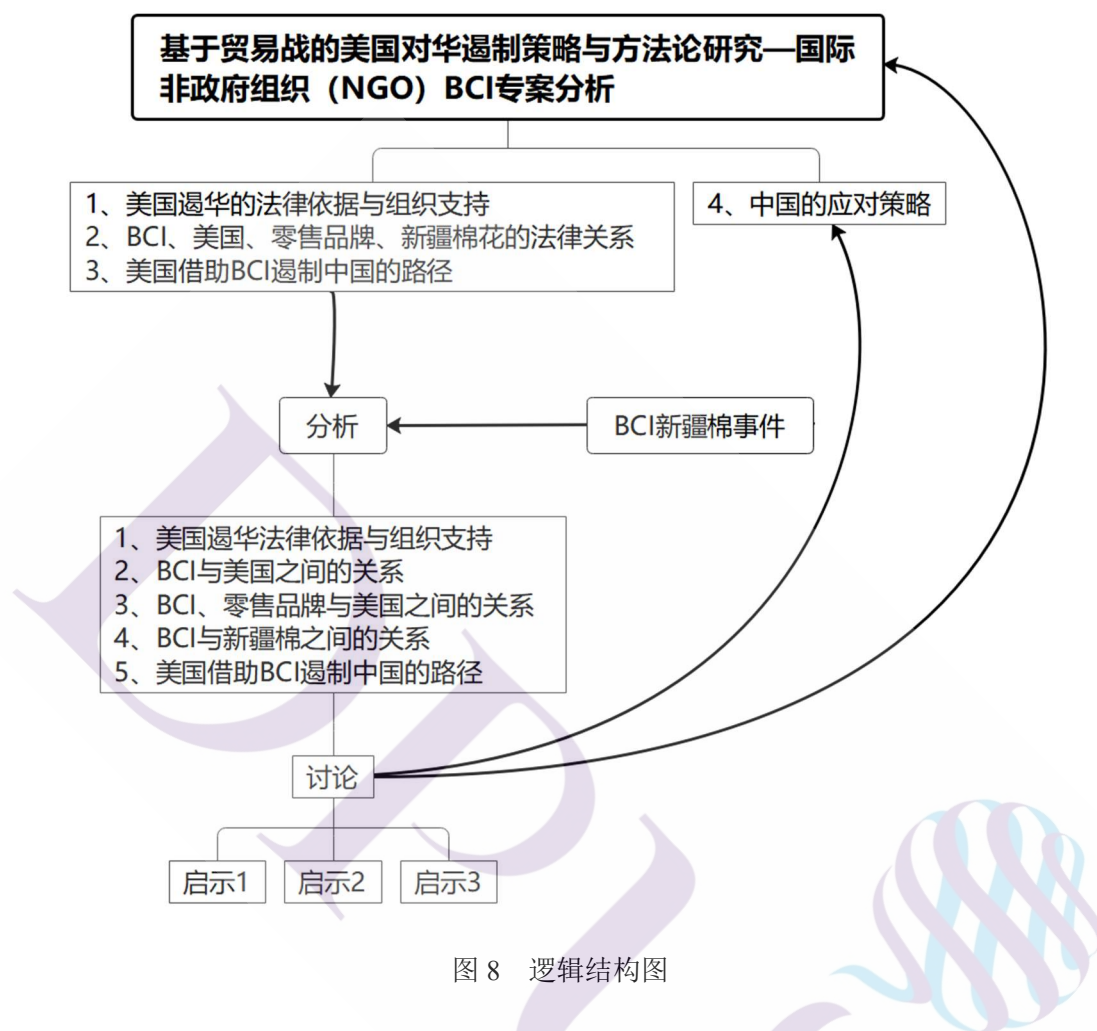 基于贸易战的美国对华遏制策略与方法论研究—国际
非政府组织（NGO）BCI专案分析
1、美国遏华的法律依据与组织支持
2、BCI、美国、零售品牌、新疆棉花的法律关系
3、美国借助BCI遏制中国的路径
4、中国的应对策略
分析
BCI新疆棉事件
1、美国遏华法律依据与组织支持
2、BCI与美国之间的关系
3、BCI、零售品牌与美国之间的关系
4、BCI与新疆棉之间的关系
5、美国借助BCI遏制中国的路径
讨论
启示1
启示2
启示3
图 8 逻辑结构图